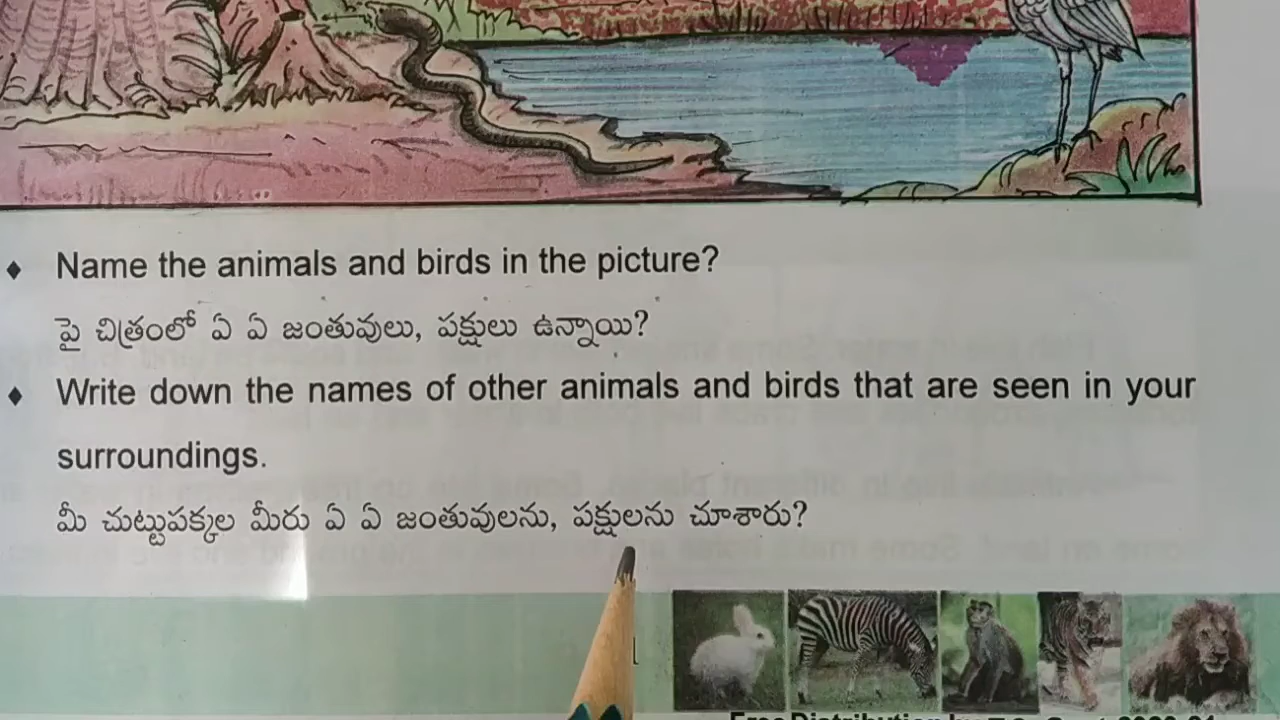 ♦ Name the animals and birds in the picture?
పై చిత్రంలో ఏ ఏ జంతువులు, పక్షులు ఉన్నాయి?
♦ Write down the names of other animals and birds that are seen in your
surroundings.
మీ చుట్టుపక్కల మీరు ఏ ఏ జంతువులను, పక్షులను చూశారు?